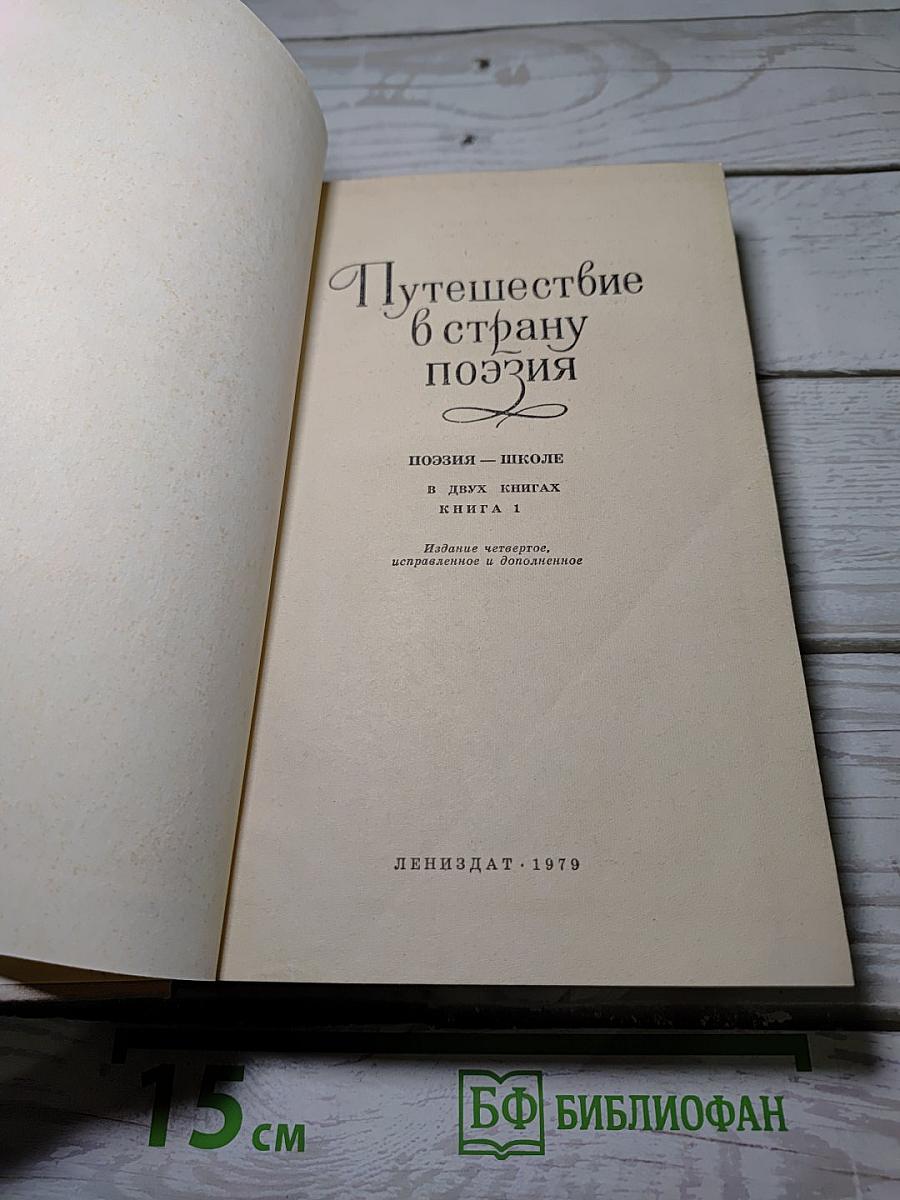 Путешествие
в страну
поэзия
ПОЭЗИЯ — ШКОЛЕ
В ДВУХ КНИГАХ
КНИГА 1
Издание четвертое,
исправленное и дополненное
ЛЕНИЗДАТ · 1979
15 см
БФ БИБЛИОФАН